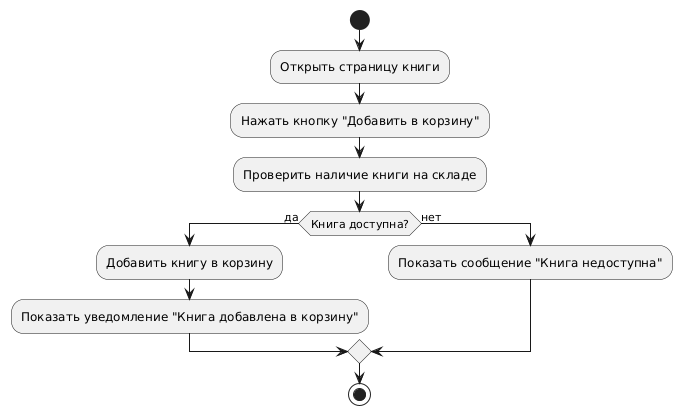 Открыть страницу книги
Нажать кнопку "Добавить в корзину"
Проверить наличие книги на складе
Книга доступна?
да
нет
Добавить книгу в корзину
Показать сообщение "Книга недоступна"
Показать уведомление "Книга добавлена в корзину"